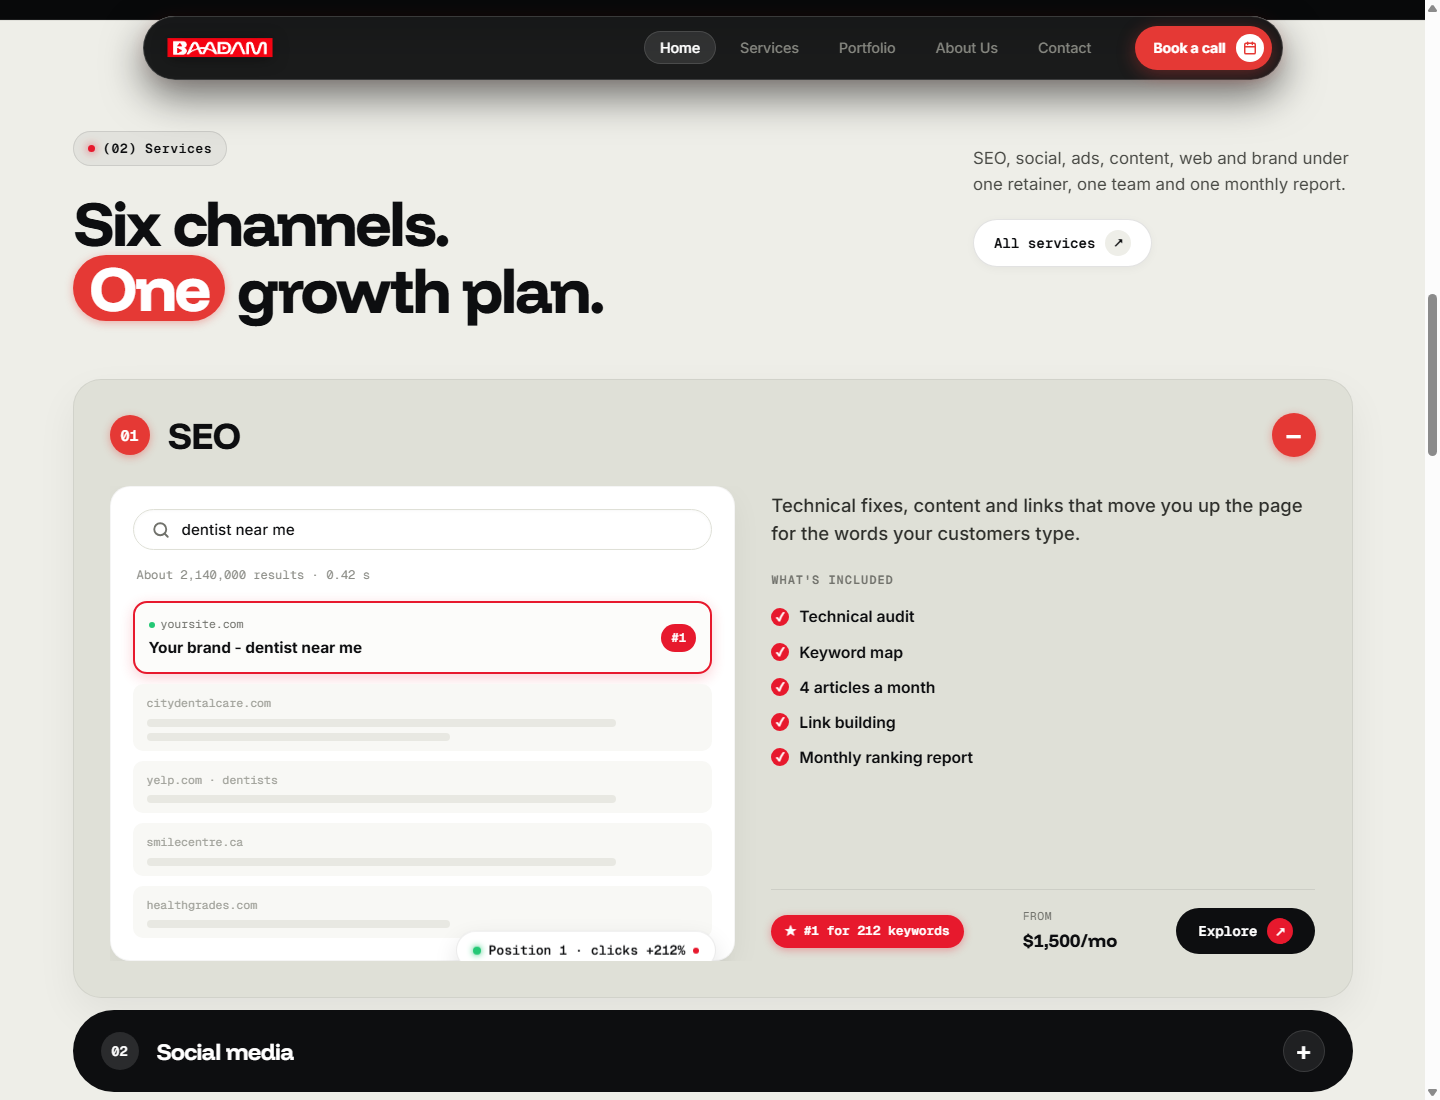 BAADAM
Home
Services
Portfolio
About Us
Contact
Book a call
(02) Services
Six channels.
One growth plan.
SEO, social, ads, content, web and brand under
one retainer, one team and one monthly report.
All services ↗
01
SEO
–
dentist near me
About 2,140,000 results · 0.42 s
yoursite.com
Your brand - dentist near me
#1
citydentalcare.com
yelp.com · dentists
smilecentre.ca
healthgrades.com
Position 1 · clicks +212%
Technical fixes, content and links that move you up the page
for the words your customers type.
WHAT'S INCLUDED
Technical audit
Keyword map
4 articles a month
Link building
Monthly ranking report
★ #1 for 212 keywords
FROM
$1,500/mo
Explore ↗
02
Social media
+